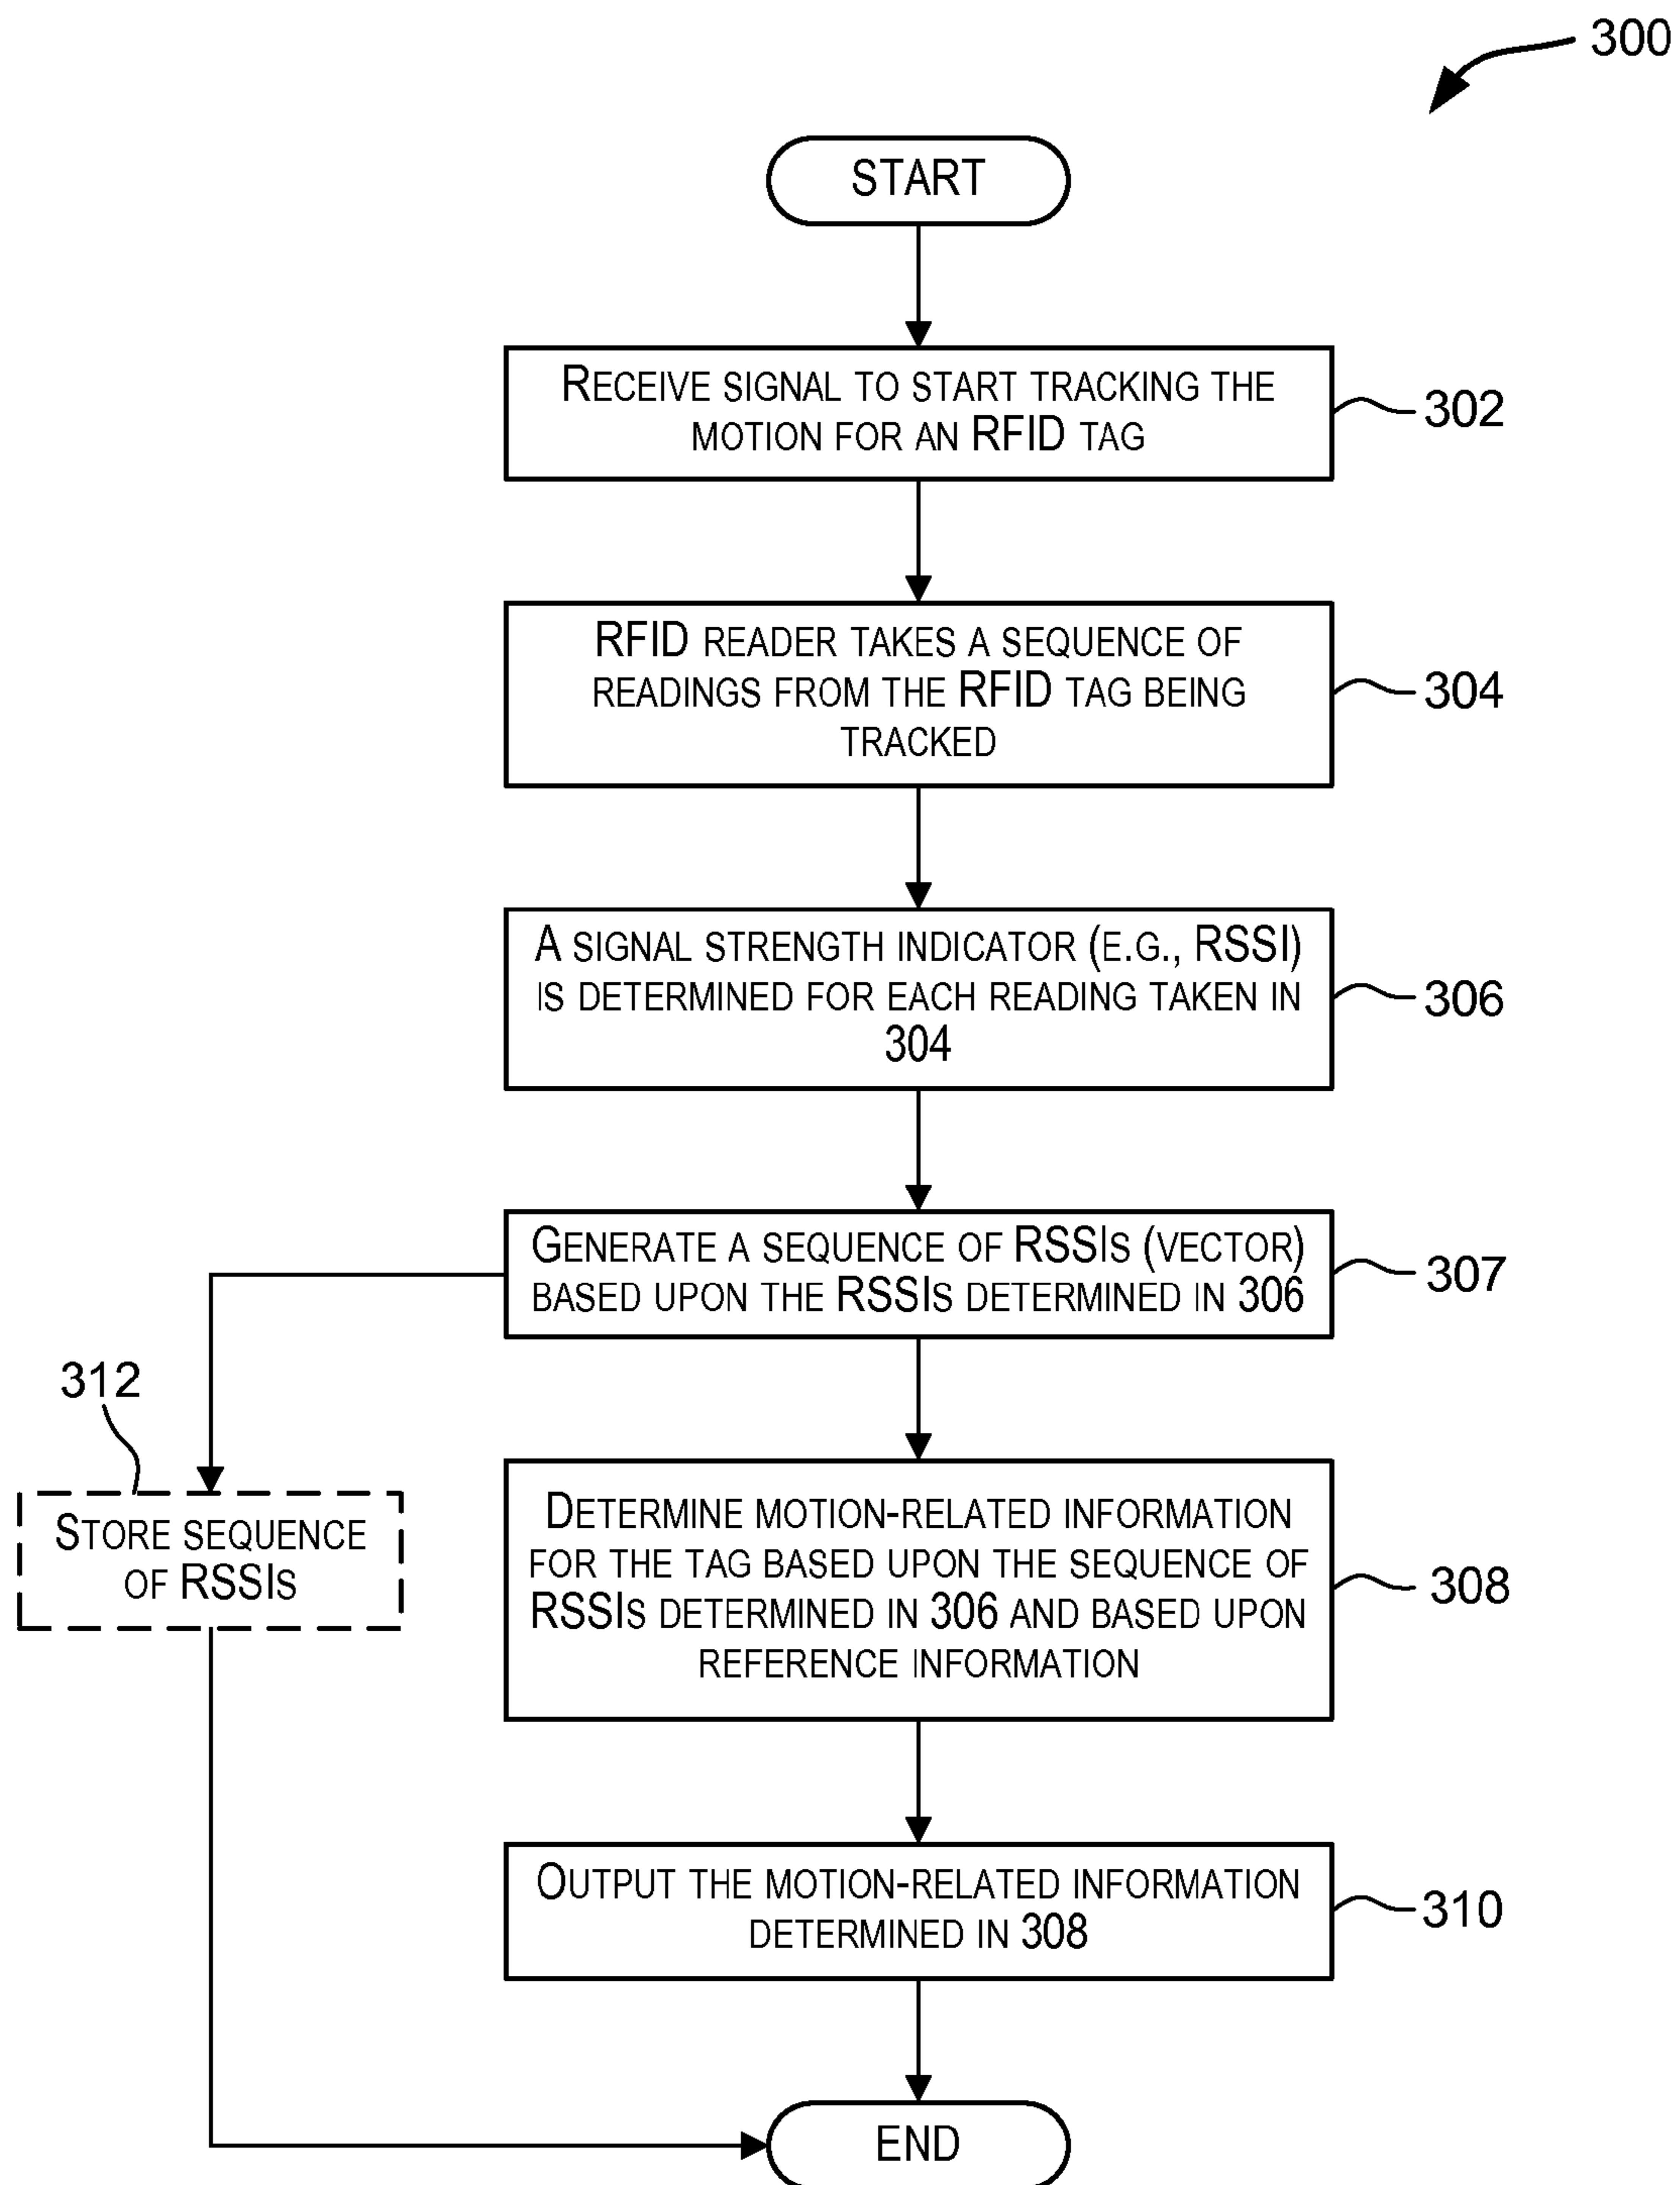 300
START
RECEIVE SIGNAL TO START TRACKING THE
MOTION FOR AN RFID TAG
302
RFID READER TAKES A SEQUENCE OF
READINGS FROM THE RFID TAG BEING
TRACKED
304
A SIGNAL STRENGTH INDICATOR (E.G., RSSI)
IS DETERMINED FOR EACH READING TAKEN IN
304
306
GENERATE A SEQUENCE OF RSSIS (VECTOR)
BASED UPON THE RSSIS DETERMINED IN 306
307
312
STORE SEQUENCE
OF RSSIS
DETERMINE MOTION-RELATED INFORMATION
FOR THE TAG BASED UPON THE SEQUENCE OF
RSSIS DETERMINED IN 306 AND BASED UPON
REFERENCE INFORMATION
308
OUTPUT THE MOTION-RELATED INFORMATION
DETERMINED IN 308
310
END